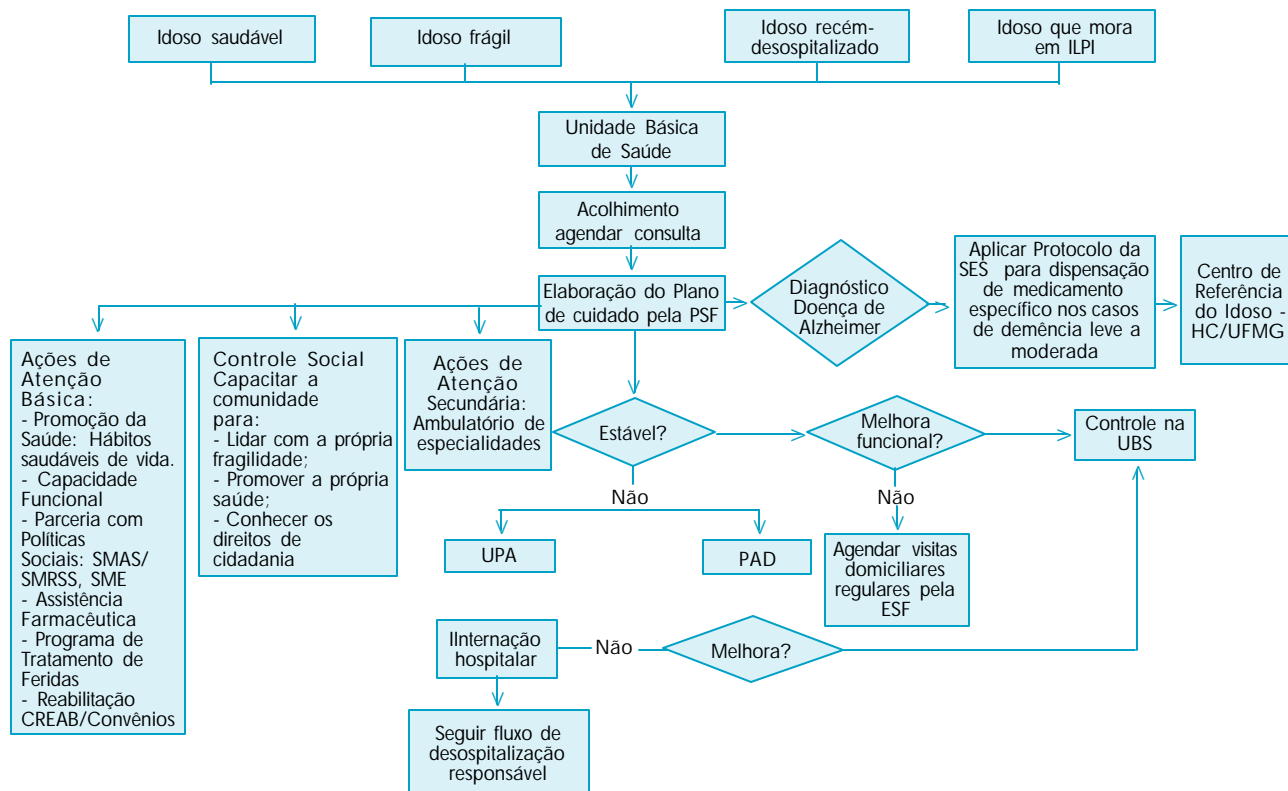 Idoso saudável
Idoso frágil
Idoso recém-
desospitalizado
Idoso que mora
em ILPI
Unidade Básica
de Saúde
Acolhimento
agendar consulta
Elaboração do Plano
de cuidado pela PSF
Diagnóstico
Doença de
Alzheimer
Aplicar Protocolo da
SES para dispensação
de medicamento
específico nos casos
de demência leve a
moderada
Centro de
Referência
do Idoso -
HC/UFMG
Ações de
Atenção
Básica:
- Promoção da
Saúde: Hábitos
saudáveis de vida.
- Capacidade
Funcional
- Parceria com
Políticas
Sociais: SMAS/
SMRSS, SME
- Assistência
Farmacêutica
- Programa de
Tratamento de
Feridas
- Reabilitação
CREAB/Convênios
Controle Social
Capacitar a
comunidade
para:
- Lidar com a própria
fragilidade;
- Promover a própria
saúde;
- Conhecer os
direitos de
cidadania
Ações de
Atenção
Secundária:
Ambulatório de
especialidades
Estável?
Melhora
funcional?
Controle na
UBS
Não
Não
UPA
PAD
Agendar visitas
domiciliares
regulares pela
ESF
IInternação
hospitalar
Não
Melhora?
Seguir fluxo de
desospitalização
responsável